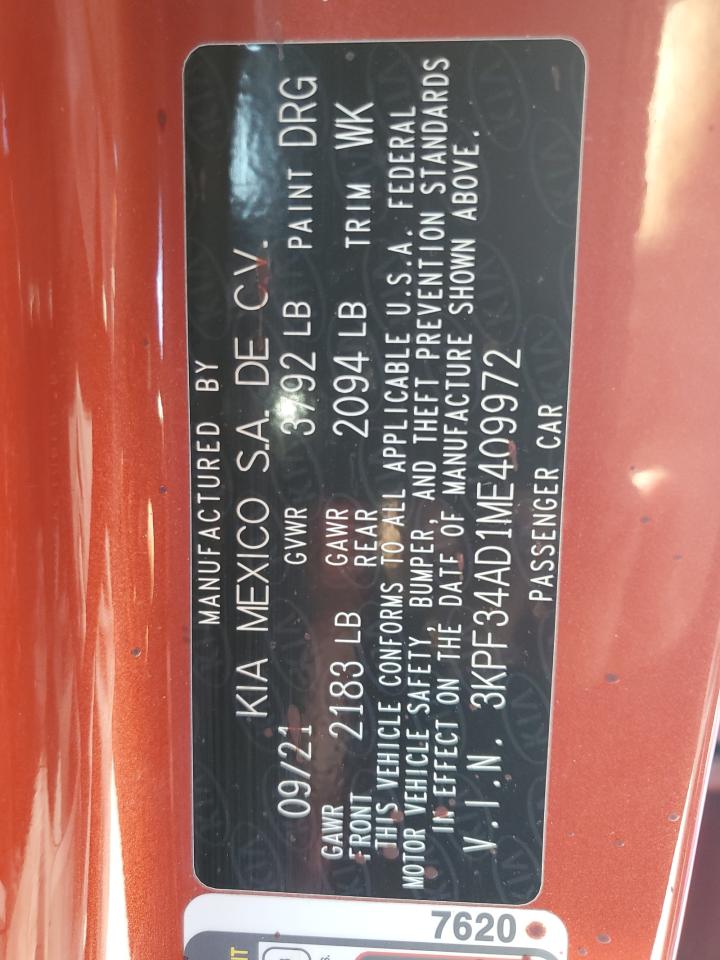 MANUFACTURED BY
KIA MEXICO S.A. DE C.V.
09/21 GVWR 3792 LB PAINT DRG
GAWR FRONT 2183 LB GAWR REAR 2094 LB TRIM WK
THIS VEHICLE CONFORMS TO ALL APPLICABLE U.S.A. FEDERAL
MOTOR VEHICLE SAFETY, BUMPER, AND THEFT PREVENTION STANDARDS
IN EFFECT ON THE DATE OF MANUFACTURE SHOWN ABOVE.
V.I.N. 3KPF34AD1ME409972
PASSENGER CAR
7620